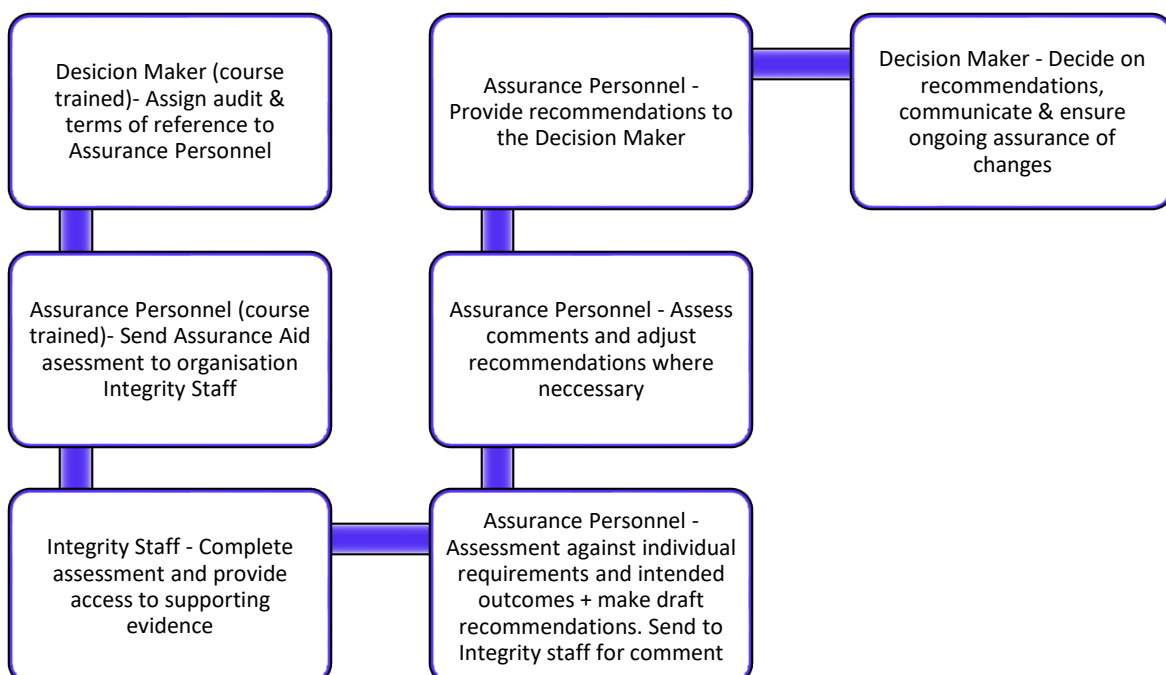 Desicion Maker (course
trained)- Assign audit &
terms of reference to
Assurance Personnel
Assurance Personnel (course
trained)- Send Assurance Aid
asessment to organisation
Integrity Staff
Integrity Staff - Complete
assessment and provide
access to supporting
evidence
Assurance Personnel -
Assessment against individual
requirements and intended
outcomes + make draft
recommendations. Send to
Integrity staff for comment
Assurance Personnel - Assess
comments and adjust
recommendations where
neccessary
Assurance Personnel -
Provide recommendations to
the Decision Maker
Decision Maker - Decide on
recommendations,
communicate & ensure
ongoing assurance of
changes